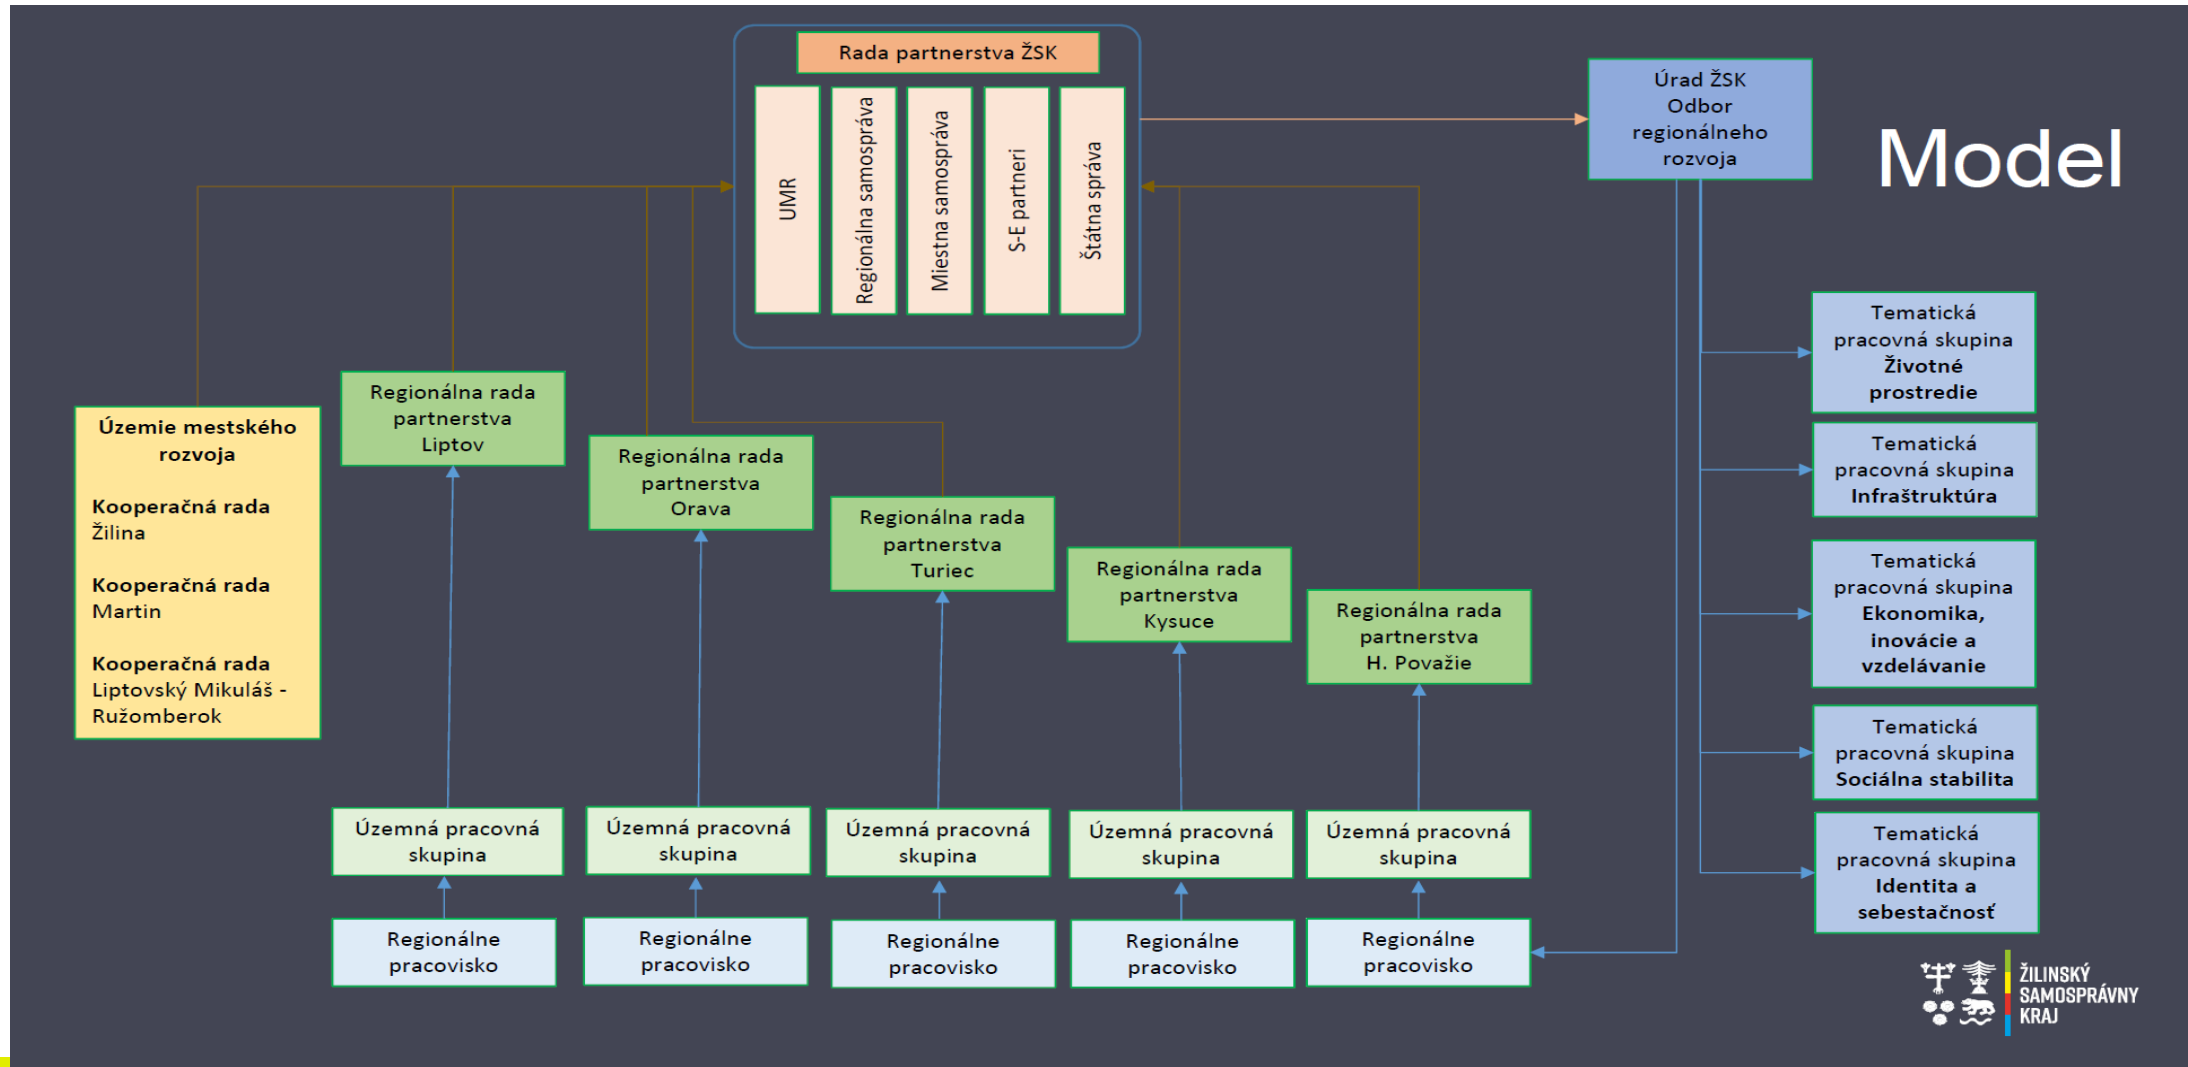 Rada partnerstva ŽSK
UMR
Regionálna samospráva
Miestna samospráva
S-E partneri
Štátna správa
Úrad ŽSK
Odbor
regionálneho
rozvoja
Model
Území mestského
rozvoja
Kooperačná rada
Žilina
Kooperačná rada
Martin
Kooperačná rada
Liptovský Mikuláš -
Ružomberok
Regionálna rada
partnerstva
Liptov
Regionálna rada
partnerstva
Orava
Regionálna rada
partnerstva
Turiec
Regionálna rada
partnerstva
Kysuce
Regionálna rada
partnerstva
H. Považie
Územná pracovná
skupina
Územná pracovná
skupina
Územná pracovná
skupina
Územná pracovná
skupina
Územná pracovná
skupina
Regionálne
pracovisko
Regionálne
pracovisko
Regionálne
pracovisko
Regionálne
pracovisko
Regionálne
pracovisko
Tematická
pracovná skupina
Životné
prostredie
Tematická
pracovná skupina
Infraštruktúra
Tematická
pracovná skupina
Ekonomika,
inovácie a
vzdelávanie
Tematická
pracovná skupina
Sociálna stabilita
Tematická
pracovná skupina
Identita a
sebestačnosť
ŽILINSKÝ
SAMOSPRÁVNY
KRAJ